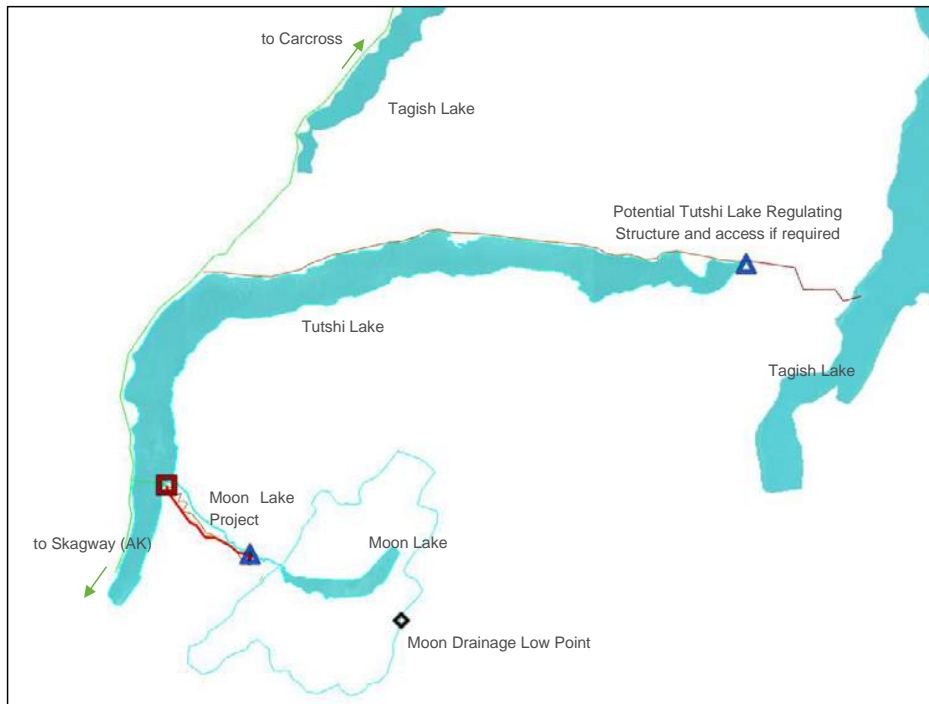 to Carcross
Tagish Lake
Potential Tutshi Lake Regulating
Structure and access if required
Tutshi Lake
Tagish Lake
Moon Lake
Project
to Skagway (AK)
Moon Lake
Moon Drainage Low Point